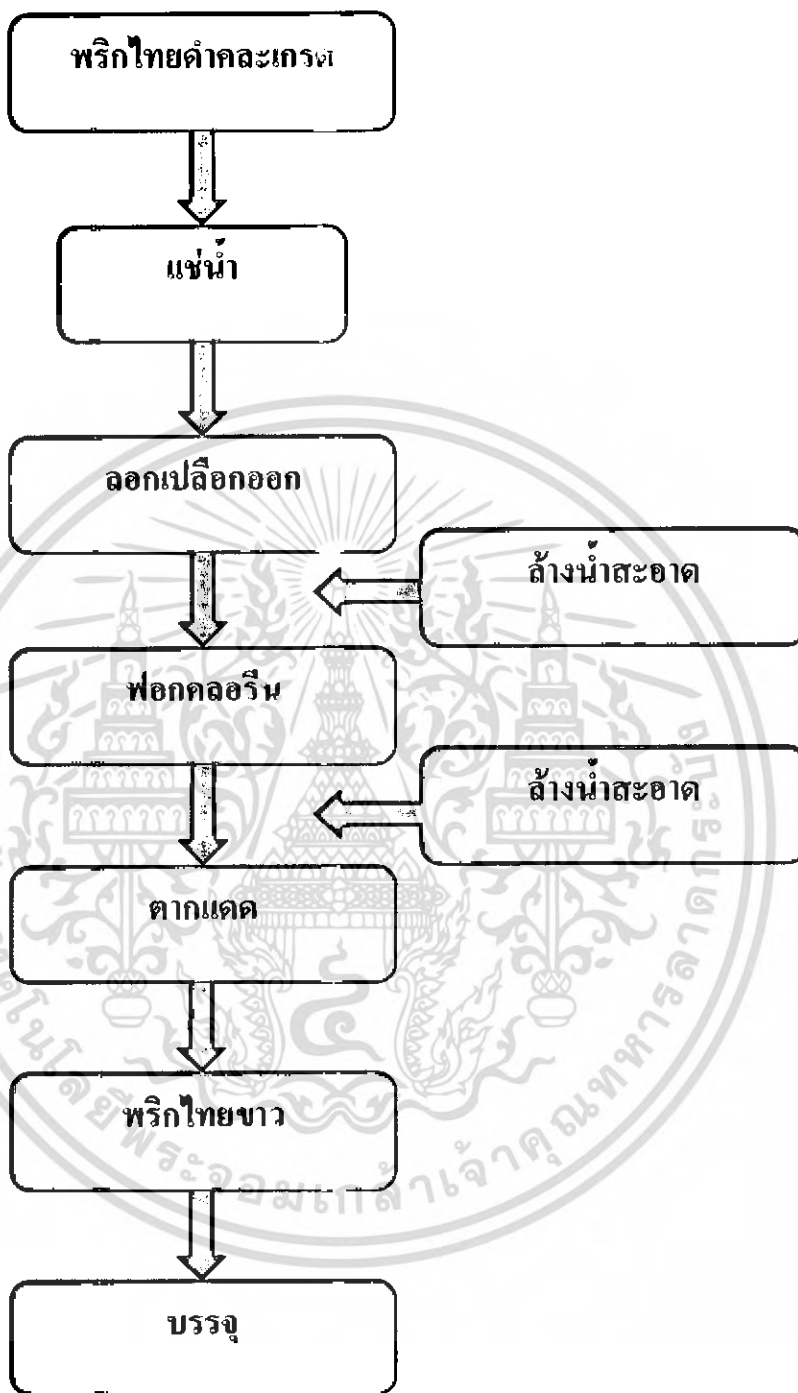 พริกไทยดำคละเกรด
แช่น้ำ
ลอกเปลือกออก
ล้างน้ำสะอาด
ฟอกคลอรีน
ล้างน้ำสะอาด
ตากแดด
พริกไทยขาว
บรรจุ